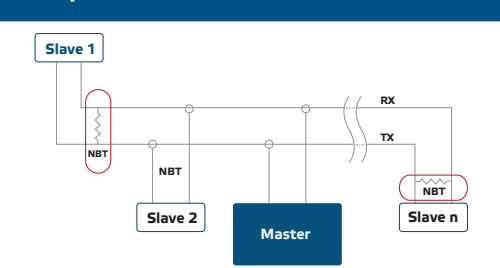 Slave 1
RX
TX
NBT
NBT
NBT
Slave 2
Master
Slave n